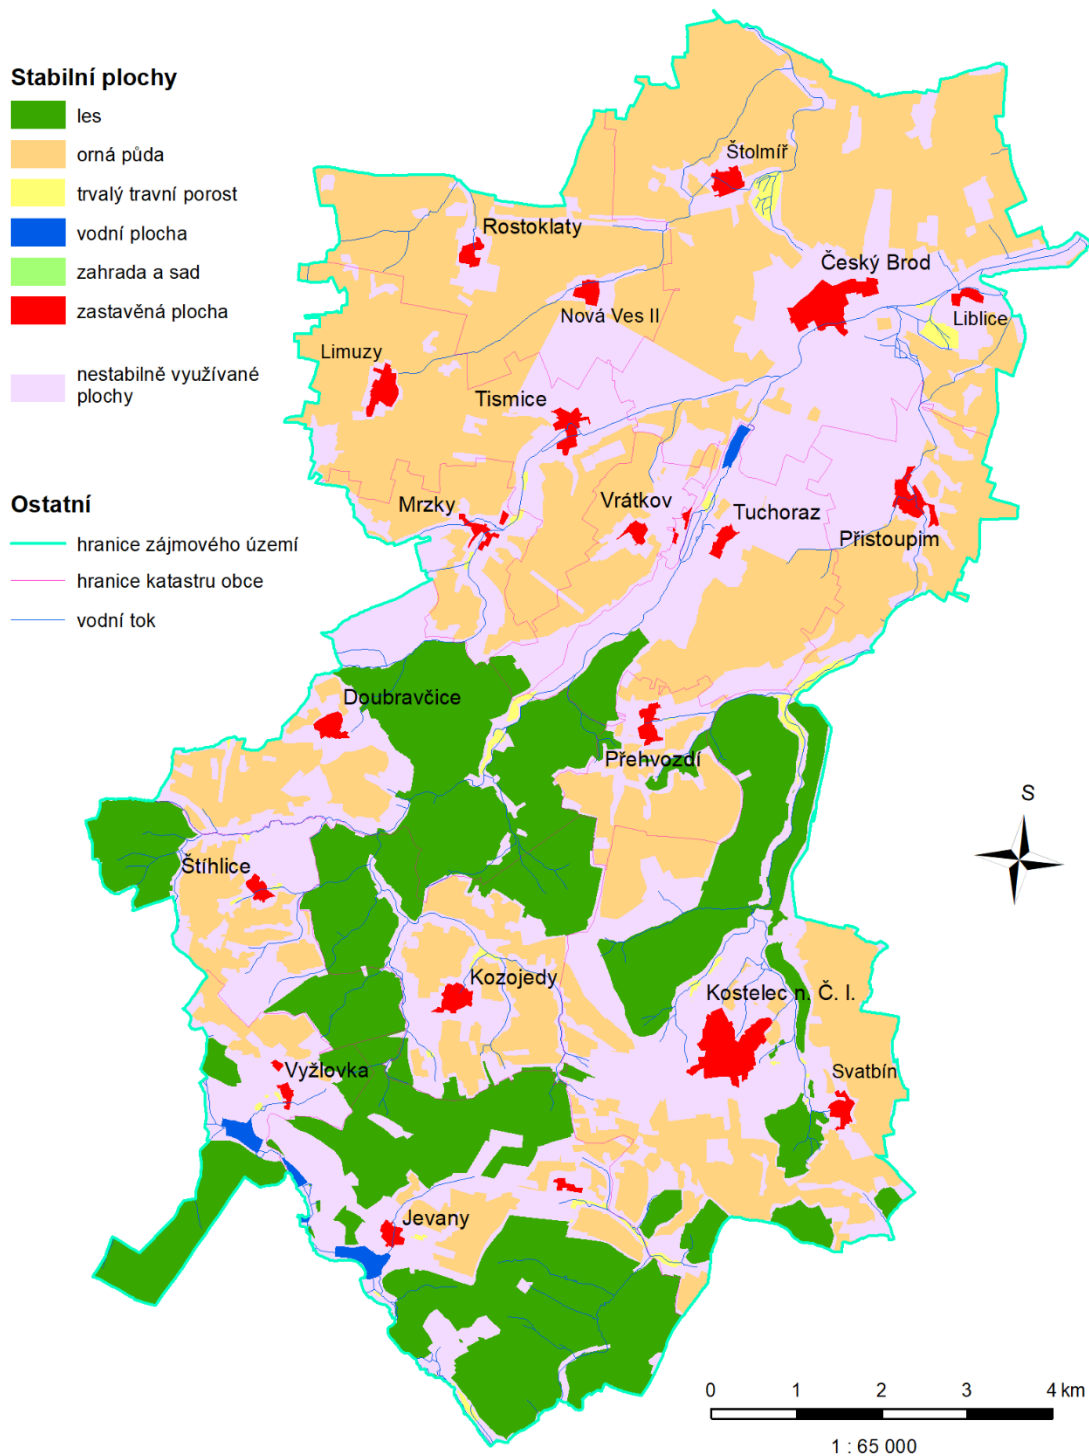 Stabilní plochy
les
orná půda
trvalý travní porost
vodní plocha
zahrada a sad
zastavěná plocha
nestabilně využívané
plochy
Ostatní
hranice zájmového území
hranice katastru obce
vodní tok
Štolmíř
Rostoklaty
Český Brod
Nová Ves II
Liblice
Limuzy
Tismice
Mrzky
Vrátkov
Tuchoraz
Přistoupim
Doubravčice
Přehvozdí
S
Štíhlice
Kozojedy
Kostelec n. Č. l.
Vyžlovka
Svatbín
Jevany
0 1 2 3 4 km
1 : 65 000